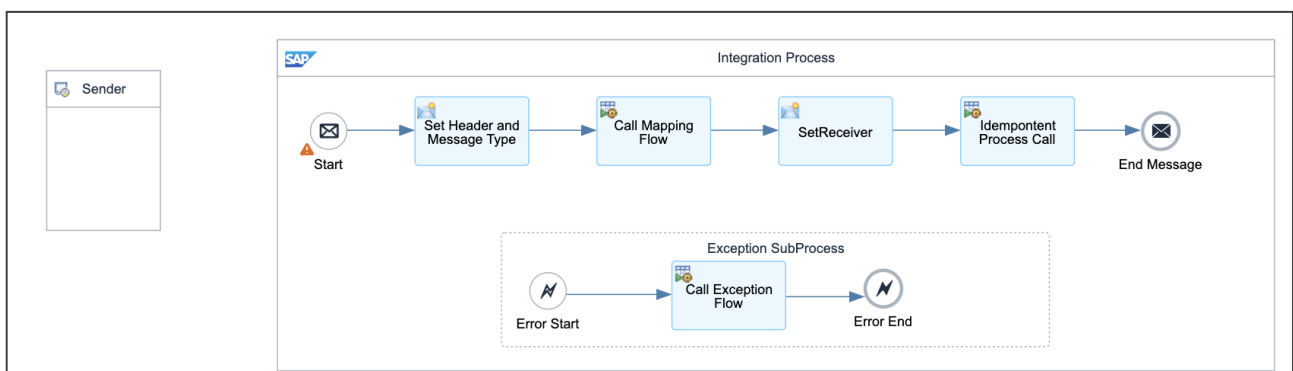 SAP
Integration Process
Sender
Set Header and
Message Type
Call Mapping
Flow
SetReceiver
Idempontent
Process Call
Start
End Message
Exception SubProcess
Call Exception
Flow
Error Start
Error End